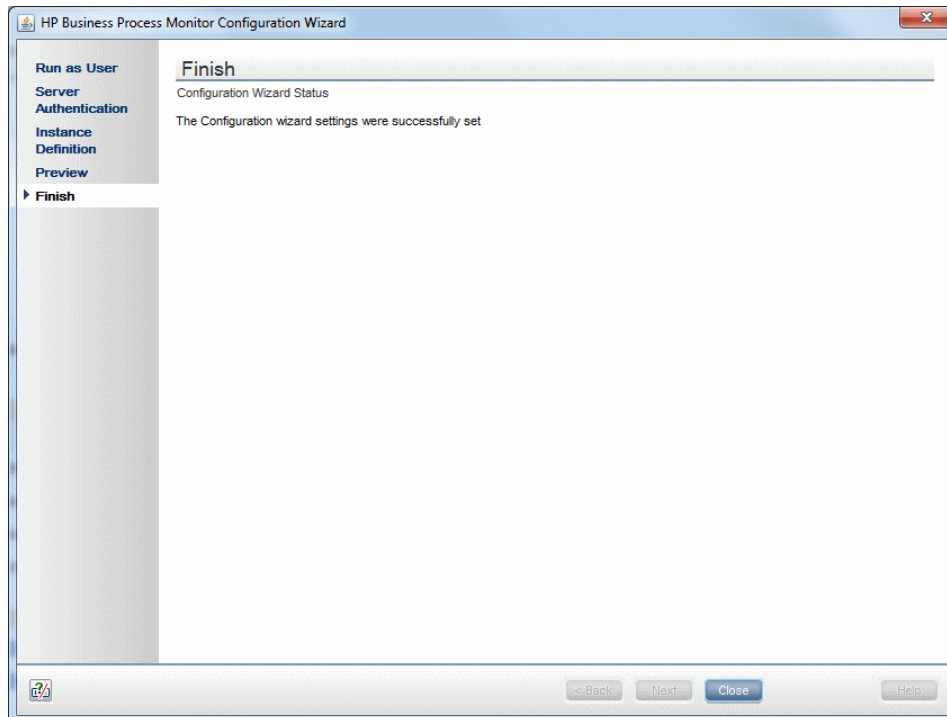 HP Business Process Monitor Configuration Wizard
Run as User
Server
Authentication
Instance
Definition
Preview
Finish
Finish
Configuration Wizard Status
The Configuration wizard settings were successfully set
< Back
Next
Close
Help